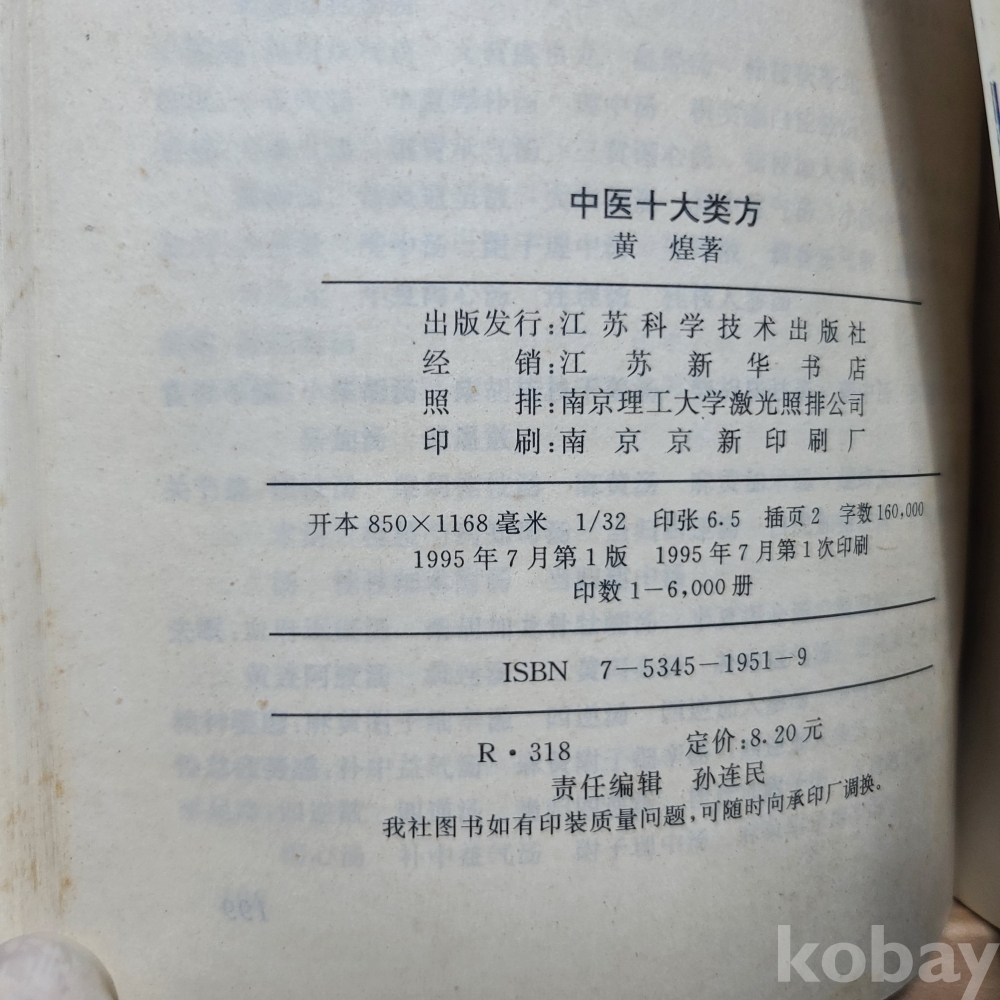 中医十大类方
黄 煌著
出版发行:江苏科学技术出版社
经 销:江苏新华书店
照 排:南京理工大学激光照排公司
印 刷:南京京新印刷厂
开本 850×1168 毫米 1/32 印张 6.5 插页 2 字数 160,000
1995 年 7 月第 1 版 1995 年 7 月第 1 次印刷
印数 1-6,000 册
ISBN 7-5345-1951-9
R·318 定价:8.20 元
责任编辑 孙连民
我社图书如有印装质量问题,可随时向承印厂调换。
kobay